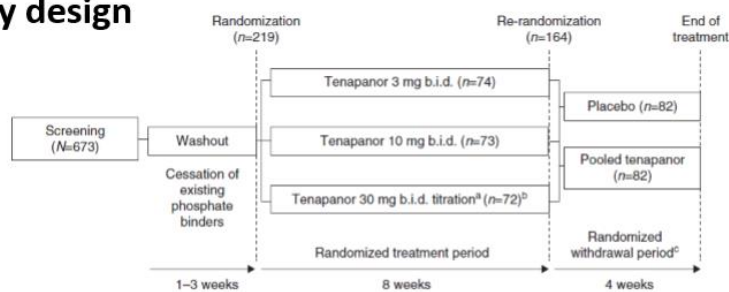 y design
Randomization
(n=219)
Re-randomization
(n=164)
End of
treatment
Screening
(N=673)
Washout
Cessation of
existing
phosphate
binders
Tenapanor 3 mg b.i.d. (n=74)
Tenapanor 10 mg b.i.d. (n=73)
Tenapanor 30 mg b.i.d. titrationᵃ (n=72)ᵇ
Placebo (n=82)
Pooled tenapanor
(n=82)
Randomized treatment period
Randomized
withdrawal periodᶜ
1–3 weeks
8 weeks
4 weeks